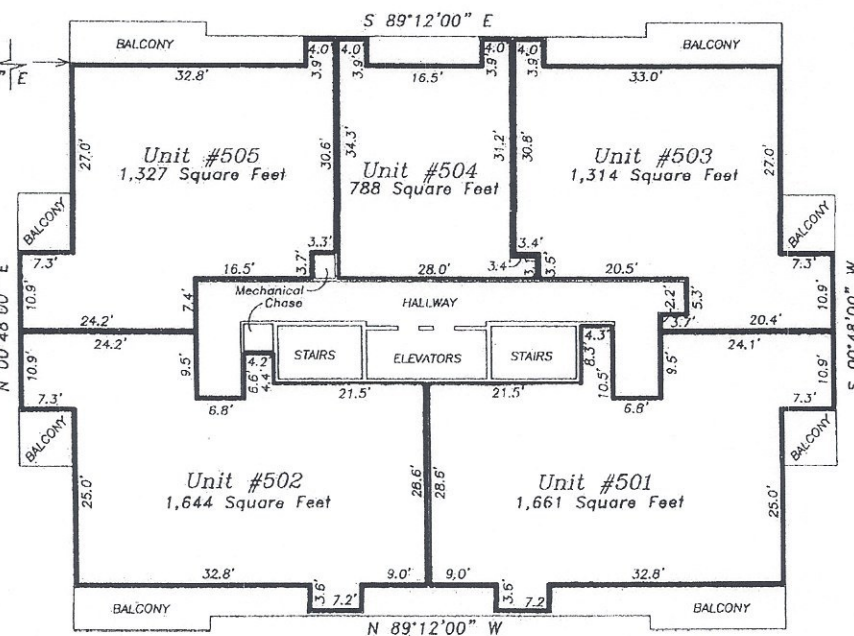 S 89°12'00" E
BALCONY
BALCONY
4.0'
4.0'
4.0'
4.0'
E
32.8'
3.9'
3.9'
16.5'
3.9'
3.9'
33.0'
27.0'
Unit #505
1,327 Square Feet
30.6'
34.3'
Unit #504
788 Square Feet
31.2'
30.8'
Unit #503
1,314 Square Feet
27.0'
BALCONY
BALCONY
7.3'
3.3'
3.4'
7.3'
16.5'
3.7'
28.0'
3.4'
3.5'
20.5'
10.9'
7.4'
Mechanical
Chase
HALLWAY
2.2'
5.3'
10.9'
24.2'
3.7'
20.4'
N 00°48'00" E
S 00°48'00" W
24.2'
STAIRS
ELEVATORS
STAIRS
4.3'
24.1'
10.9'
9.5'
4.2'
8.3'
9.5'
10.9'
6.6'
4.4'
10.5'
7.3'
6.8'
21.5'
21.5'
6.8'
7.3'
BALCONY
BALCONY
25.0'
Unit #502
1,644 Square Feet
28.6'
28.6'
Unit #501
1,661 Square Feet
25.0'
32.8'
9.0'
9.0'
32.8'
3.6'
7.2'
3.6'
7.2
BALCONY
BALCONY
N 89°12'00" W